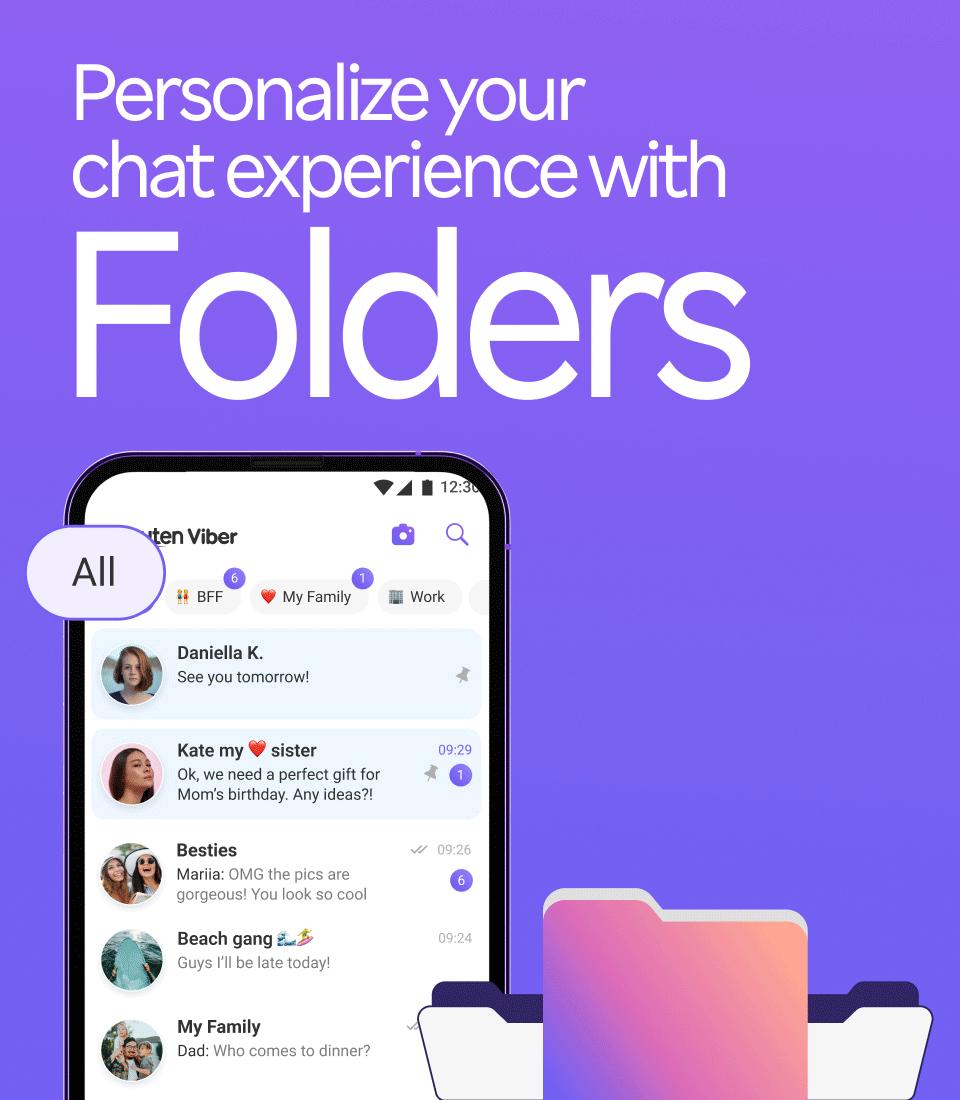 Personalize your
chat experience with
Folders
12:30
Viber
All
6
1
BFF
My Family
Work
Daniella K.
See you tomorrow!
Kate my ❤️ sister
09:29
Ok, we need a perfect gift for
1
Mom's birthday. Any ideas?!
Besties
09:26
Mariia: OMG the pics are
6
gorgeous! You look so cool
Beach gang 🌊🏄
09:24
Guys I'll be late today!
My Family
Dad: Who comes to dinner?